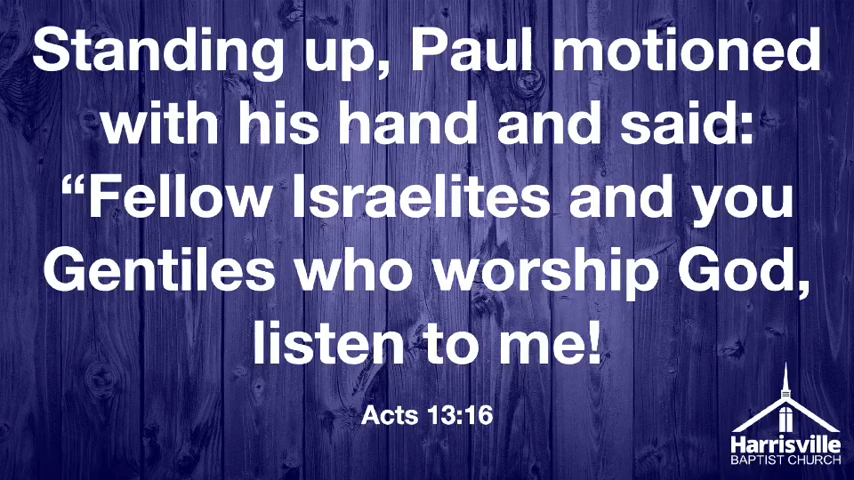 Standing up, Paul motioned
with his hand and said:
“Fellow Israelites and you
Gentiles who worship God,
listen to me!
Acts 13:16
Harrisville
BAPTIST CHURCH